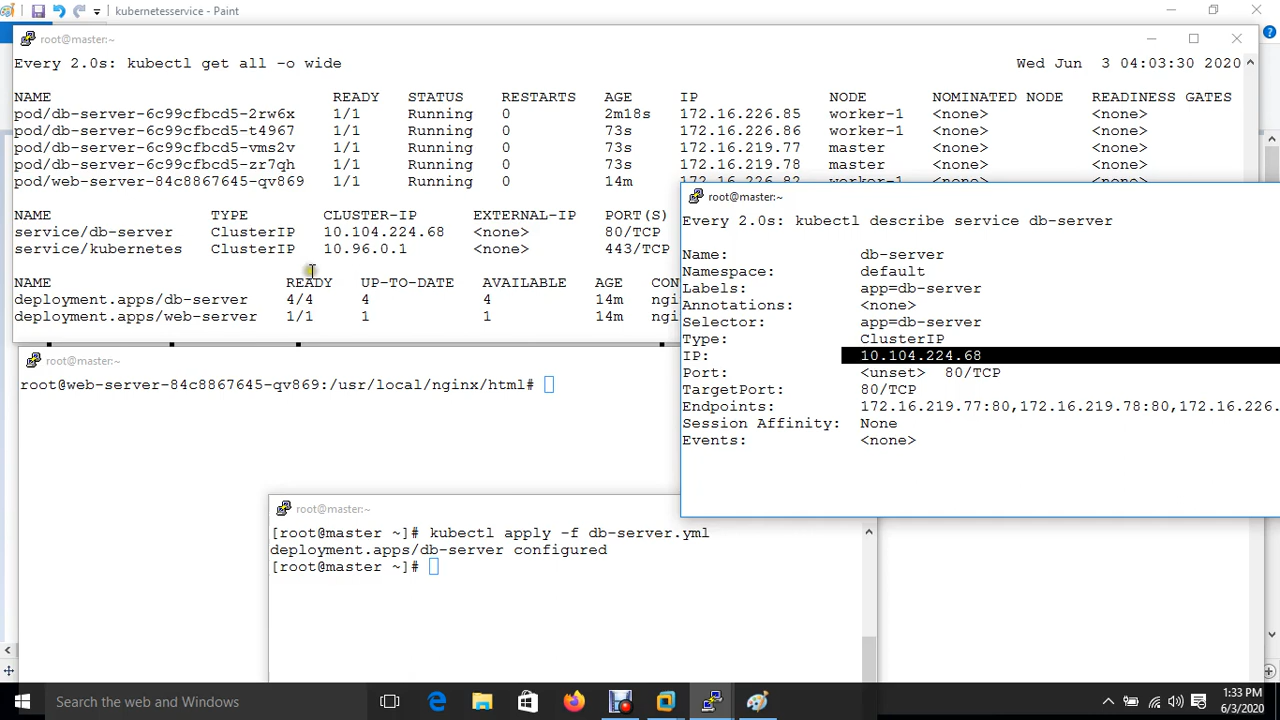 kubernetesservice - Paint
root@master:~
Every 2.0s: kubectl get all -o wide Wed Jun 3 04:03:30 2020
NAME READY STATUS RESTARTS AGE IP NODE NOMINATED NODE READINESS GATES
pod/db-server-6c99cfbcd5-2rw6x 1/1 Running 0 2m18s 172.16.226.85 worker-1 <none> <none>
pod/db-server-6c99cfbcd5-t4967 1/1 Running 0 73s 172.16.226.86 worker-1 <none> <none>
pod/db-server-6c99cfbcd5-vms2v 1/1 Running 0 73s 172.16.219.77 master <none> <none>
pod/db-server-6c99cfbcd5-zr7qh 1/1 Running 0 73s 172.16.219.78 master <none> <none>
pod/web-server-84c8867645-qv869 1/1 Running 0 14m 172.16.226.82 worker-1 <none> <none>
NAME TYPE CLUSTER-IP EXTERNAL-IP PORT(S)
service/db-server ClusterIP 10.104.224.68 <none> 80/TCP
service/kubernetes ClusterIP 10.96.0.1 <none> 443/TCP
NAME READY UP-TO-DATE AVAILABLE AGE CON
deployment.apps/db-server 4/4 4 4 14m ngi
deployment.apps/web-server 1/1 1 1 14m ngi
root@master:~
Every 2.0s: kubectl describe service db-server
Name: db-server
Namespace: default
Labels: app=db-server
Annotations: <none>
Selector: app=db-server
Type: ClusterIP
IP: 10.104.224.68
Port: <unset> 80/TCP
TargetPort: 80/TCP
Endpoints: 172.16.219.77:80,172.16.219.78:80,172.16.226.
Session Affinity: None
Events: <none>
root@master:~
root@web-server-84c8867645-qv869:/usr/local/nginx/html#
root@master:~
[root@master ~]# kubectl apply -f db-server.yml
deployment.apps/db-server configured
[root@master ~]#
Search the web and Windows
1:33 PM
6/3/2020